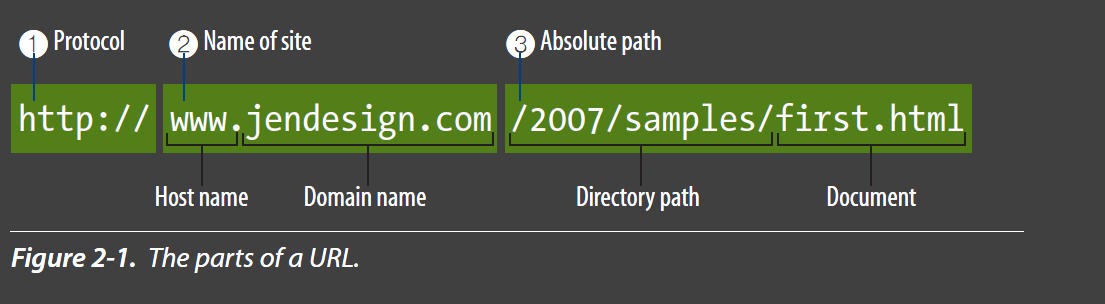 1 Protocol 2 Name of site 3 Absolute path
http:// www.jendesign.com /2007/samples/first.html
Host name Domain name Directory path Document
Figure 2-1. The parts of a URL.